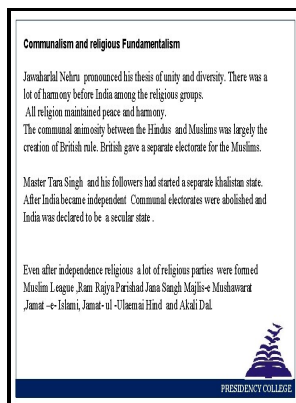 Communalism and religious Fundamentalism
Jawaharlal Nehru pronounced his thesis of unity and diversity. There was a
lot of harmony before India among the religious groups.
All religion maintained peace and harmony.
The communal animosity between the Hindus and Muslims was largely the
creation of British rule. British gave a separate electorate for the Muslims.
Master Tara Singh and his followers had started a separate khalistan state.
After India became independent Communal electorates were abolished and
India was declared to be a secular state .
Even after independence religious a lot of religious parties were formed
Muslim League ,Ram Rajya Parishad Jana Sangh Majlis-e Mushawarat
,Jamat –e- Islami, Jamat- ul -Ulaemai Hind and Akali Dal.
PRESIDENCY COLLEGE